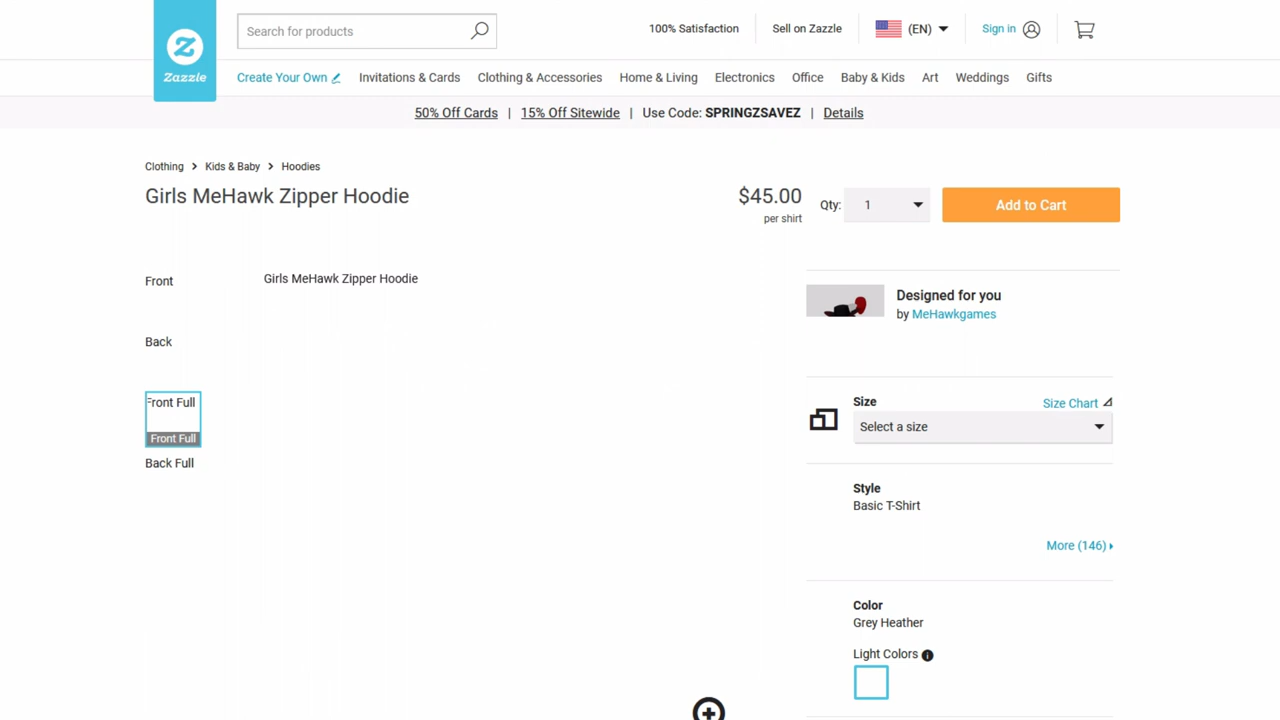 Search for products
100% Satisfaction
Sell on Zazzle
(EN)
Sign in
Z
Zazzle
Create Your Own
Invitations & Cards
Clothing & Accessories
Home & Living
Electronics
Office
Baby & Kids
Art
Weddings
Gifts
50% Off Cards | 15% Off Sitewide | Use Code: SPRINGZSAVEZ | Details
Clothing > Kids & Baby > Hoodies
Girls MeHawk Zipper Hoodie
$45.00
per shirt
Qty: 1
Add to Cart
Front
Girls MeHawk Zipper Hoodie
Back
Front Full
Front Full
Back Full
Designed for you
by MeHawkgames
Size
Size Chart
Select a size
Style
Basic T-Shirt
More (146)
Color
Grey Heather
Light Colors